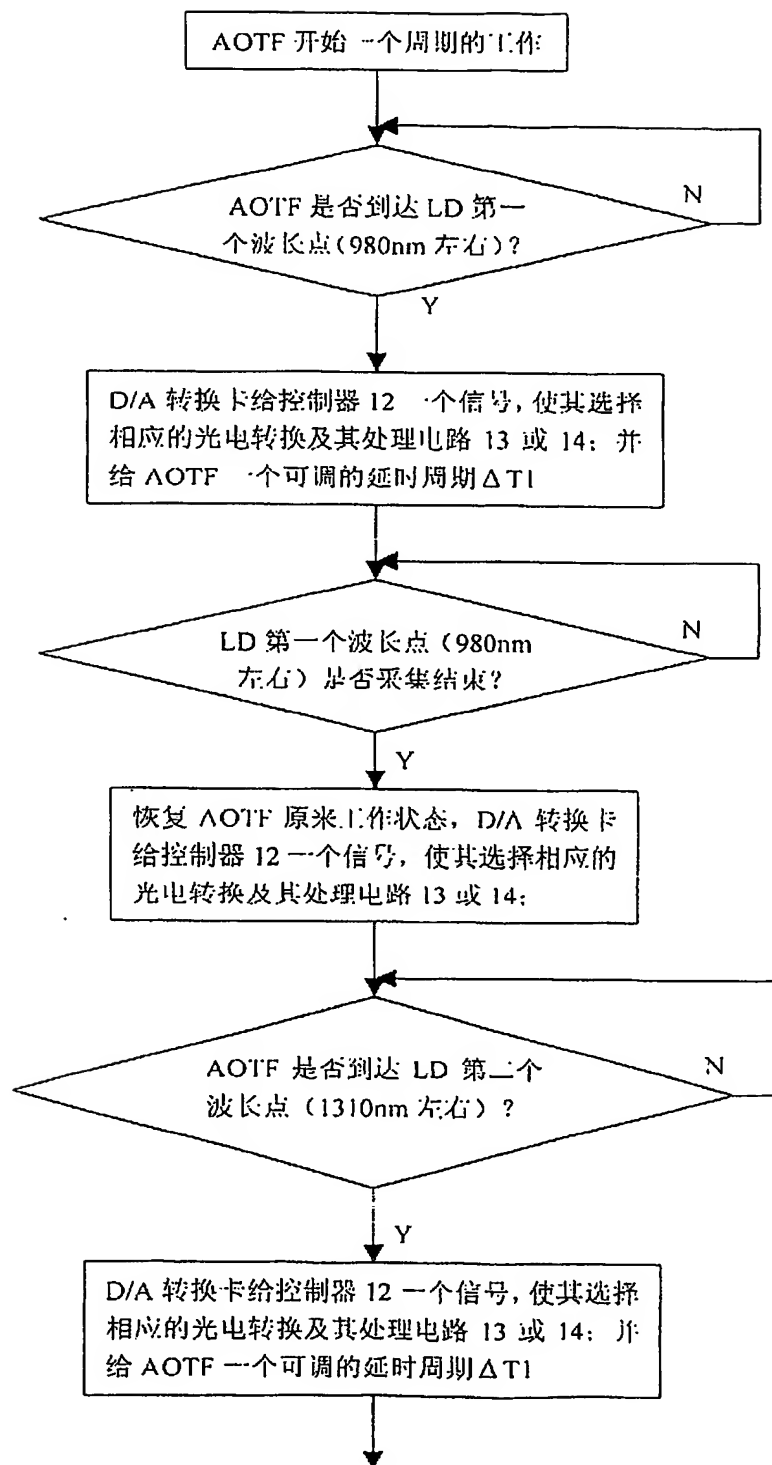 AOTF 开始一个周期的工作
AOTF 是否到达 LD 第一
个波长点(980nm 左右)?
N
Y
D/A 转换卡给控制器 12 一个信号,使其选择
相应的光电转换及其处理电路 13 或 14;并
给 AOTF 一个可调的延时周期ΔT1
LD 第一个波长点(980nm
左右)是否采集结束?
N
Y
恢复 AOTF 原来工作状态,D/A 转换卡
给控制器 12 一个信号,使其选择相应的
光电转换及其处理电路 13 或 14;
AOTF 是否到达 LD 第二个
波长点(1310nm 左右)?
N
Y
D/A 转换卡给控制器 12 一个信号,使其选择
相应的光电转换及其处理电路 13 或 14;并
给 AOTF 一个可调的延时周期ΔT1